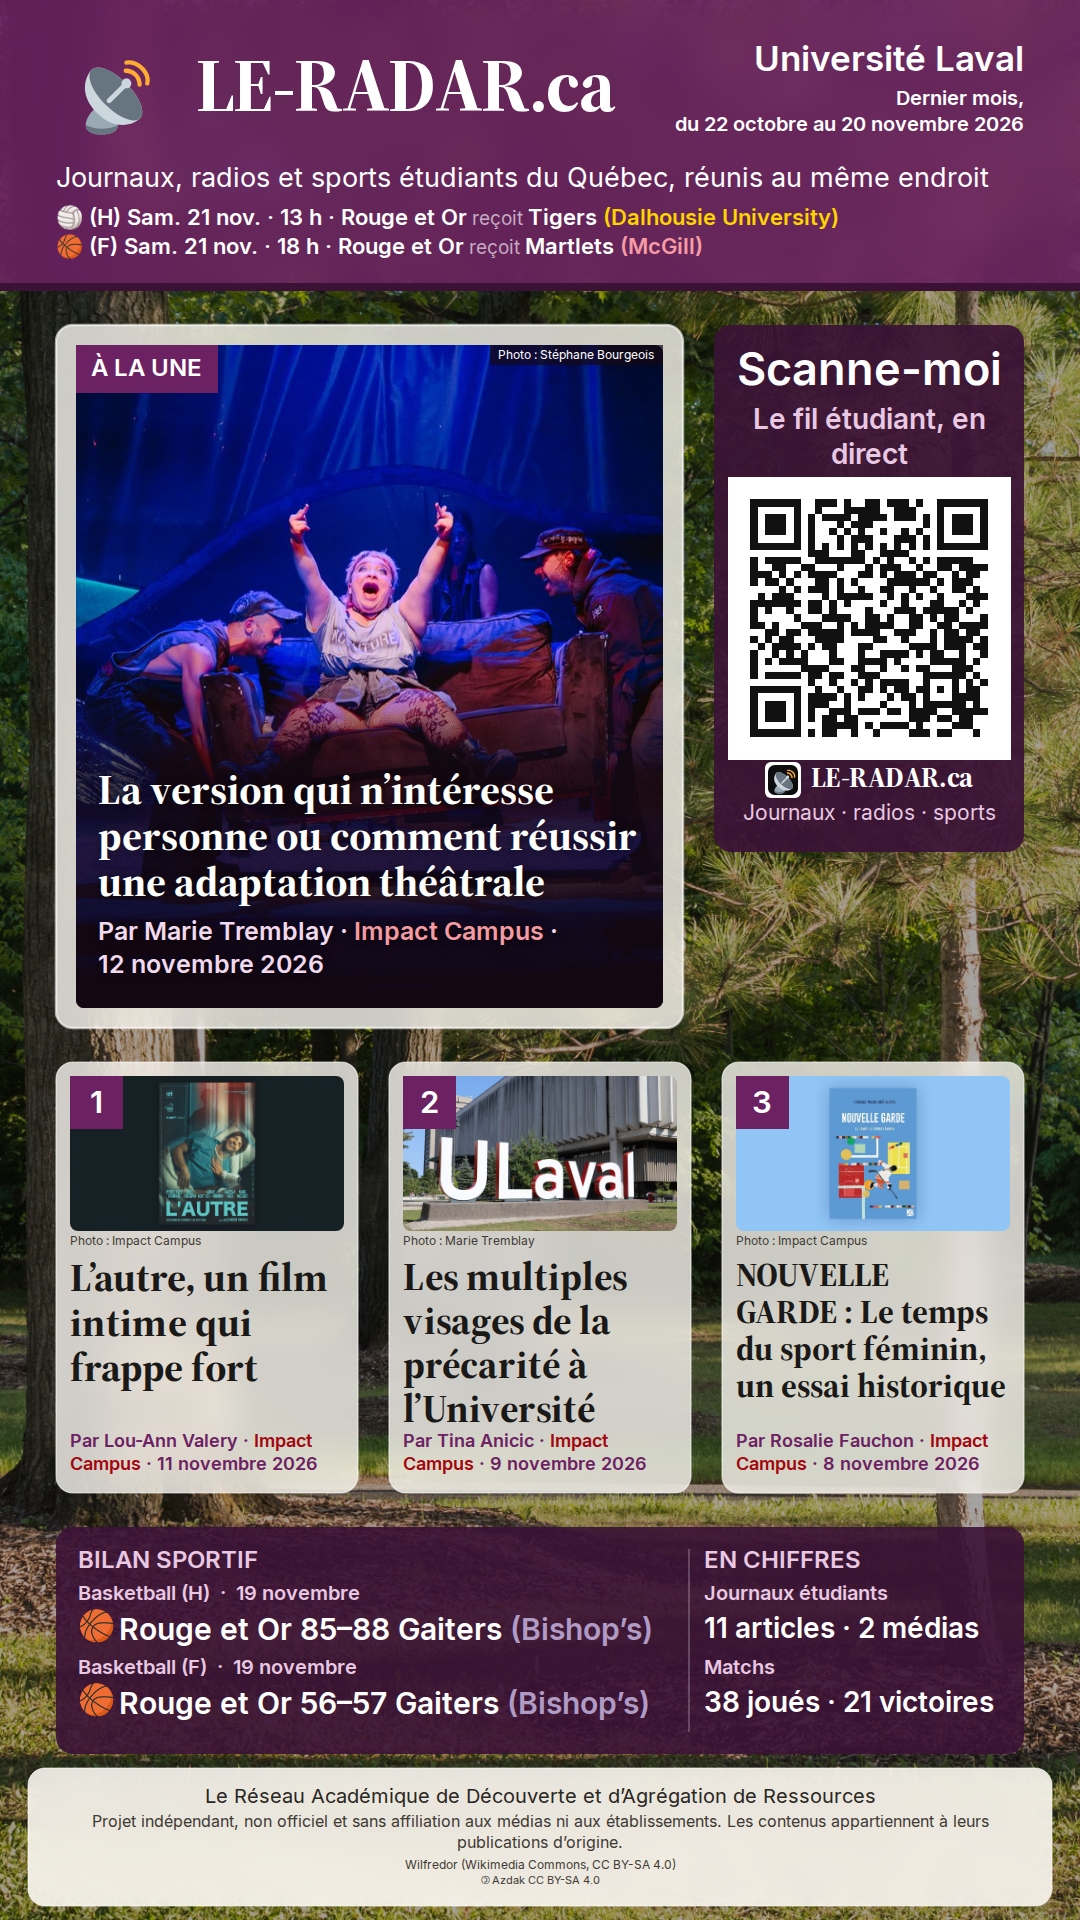 LE-RADAR.ca
Université Laval
Dernier mois,
du 22 octobre au 20 novembre 2026
Journaux, radios et sports étudiants du Québec, réunis au même endroit
(H) Sam. 21 nov. · 13 h · Rouge et Or reçoit Tigers (Dalhousie University)
(F) Sam. 21 nov. · 18 h · Rouge et Or reçoit Martlets (McGill)
À LA UNE
Photo : Stéphane Bourgeois
La version qui n’intéresse
personne ou comment réussir
une adaptation théâtrale
Par Marie Tremblay · Impact Campus ·
12 novembre 2026
Scanne-moi
Le fil étudiant, en
direct
LE-RADAR.ca
Journaux · radios · sports
1
L'AUTRE
Photo : Impact Campus
L’autre, un film
intime qui
frappe fort
Par Lou-Ann Valery · Impact
Campus · 11 novembre 2026
2
ULaval
Photo : Marie Tremblay
Les multiples
visages de la
précarité à
l’Université
Par Tina Anicic · Impact
Campus · 9 novembre 2026
3
NOUVELLE GARDE
Photo : Impact Campus
NOUVELLE
GARDE : Le temps
du sport féminin,
un essai historique
Par Rosalie Fauchon · Impact
Campus · 8 novembre 2026
BILAN SPORTIF
Basketball (H) · 19 novembre
Rouge et Or 85–88 Gaiters (Bishop’s)
Basketball (F) · 19 novembre
Rouge et Or 56–57 Gaiters (Bishop’s)
EN CHIFFRES
Journaux étudiants
11 articles · 2 médias
Matchs
38 joués · 21 victoires
Le Réseau Académique de Découverte et d’Agrégation de Ressources
Projet indépendant, non officiel et sans affiliation aux médias ni aux établissements. Les contenus appartiennent à leurs
publications d’origine.
Wilfredor (Wikimedia Commons, CC BY-SA 4.0)
Azdak CC BY-SA 4.0